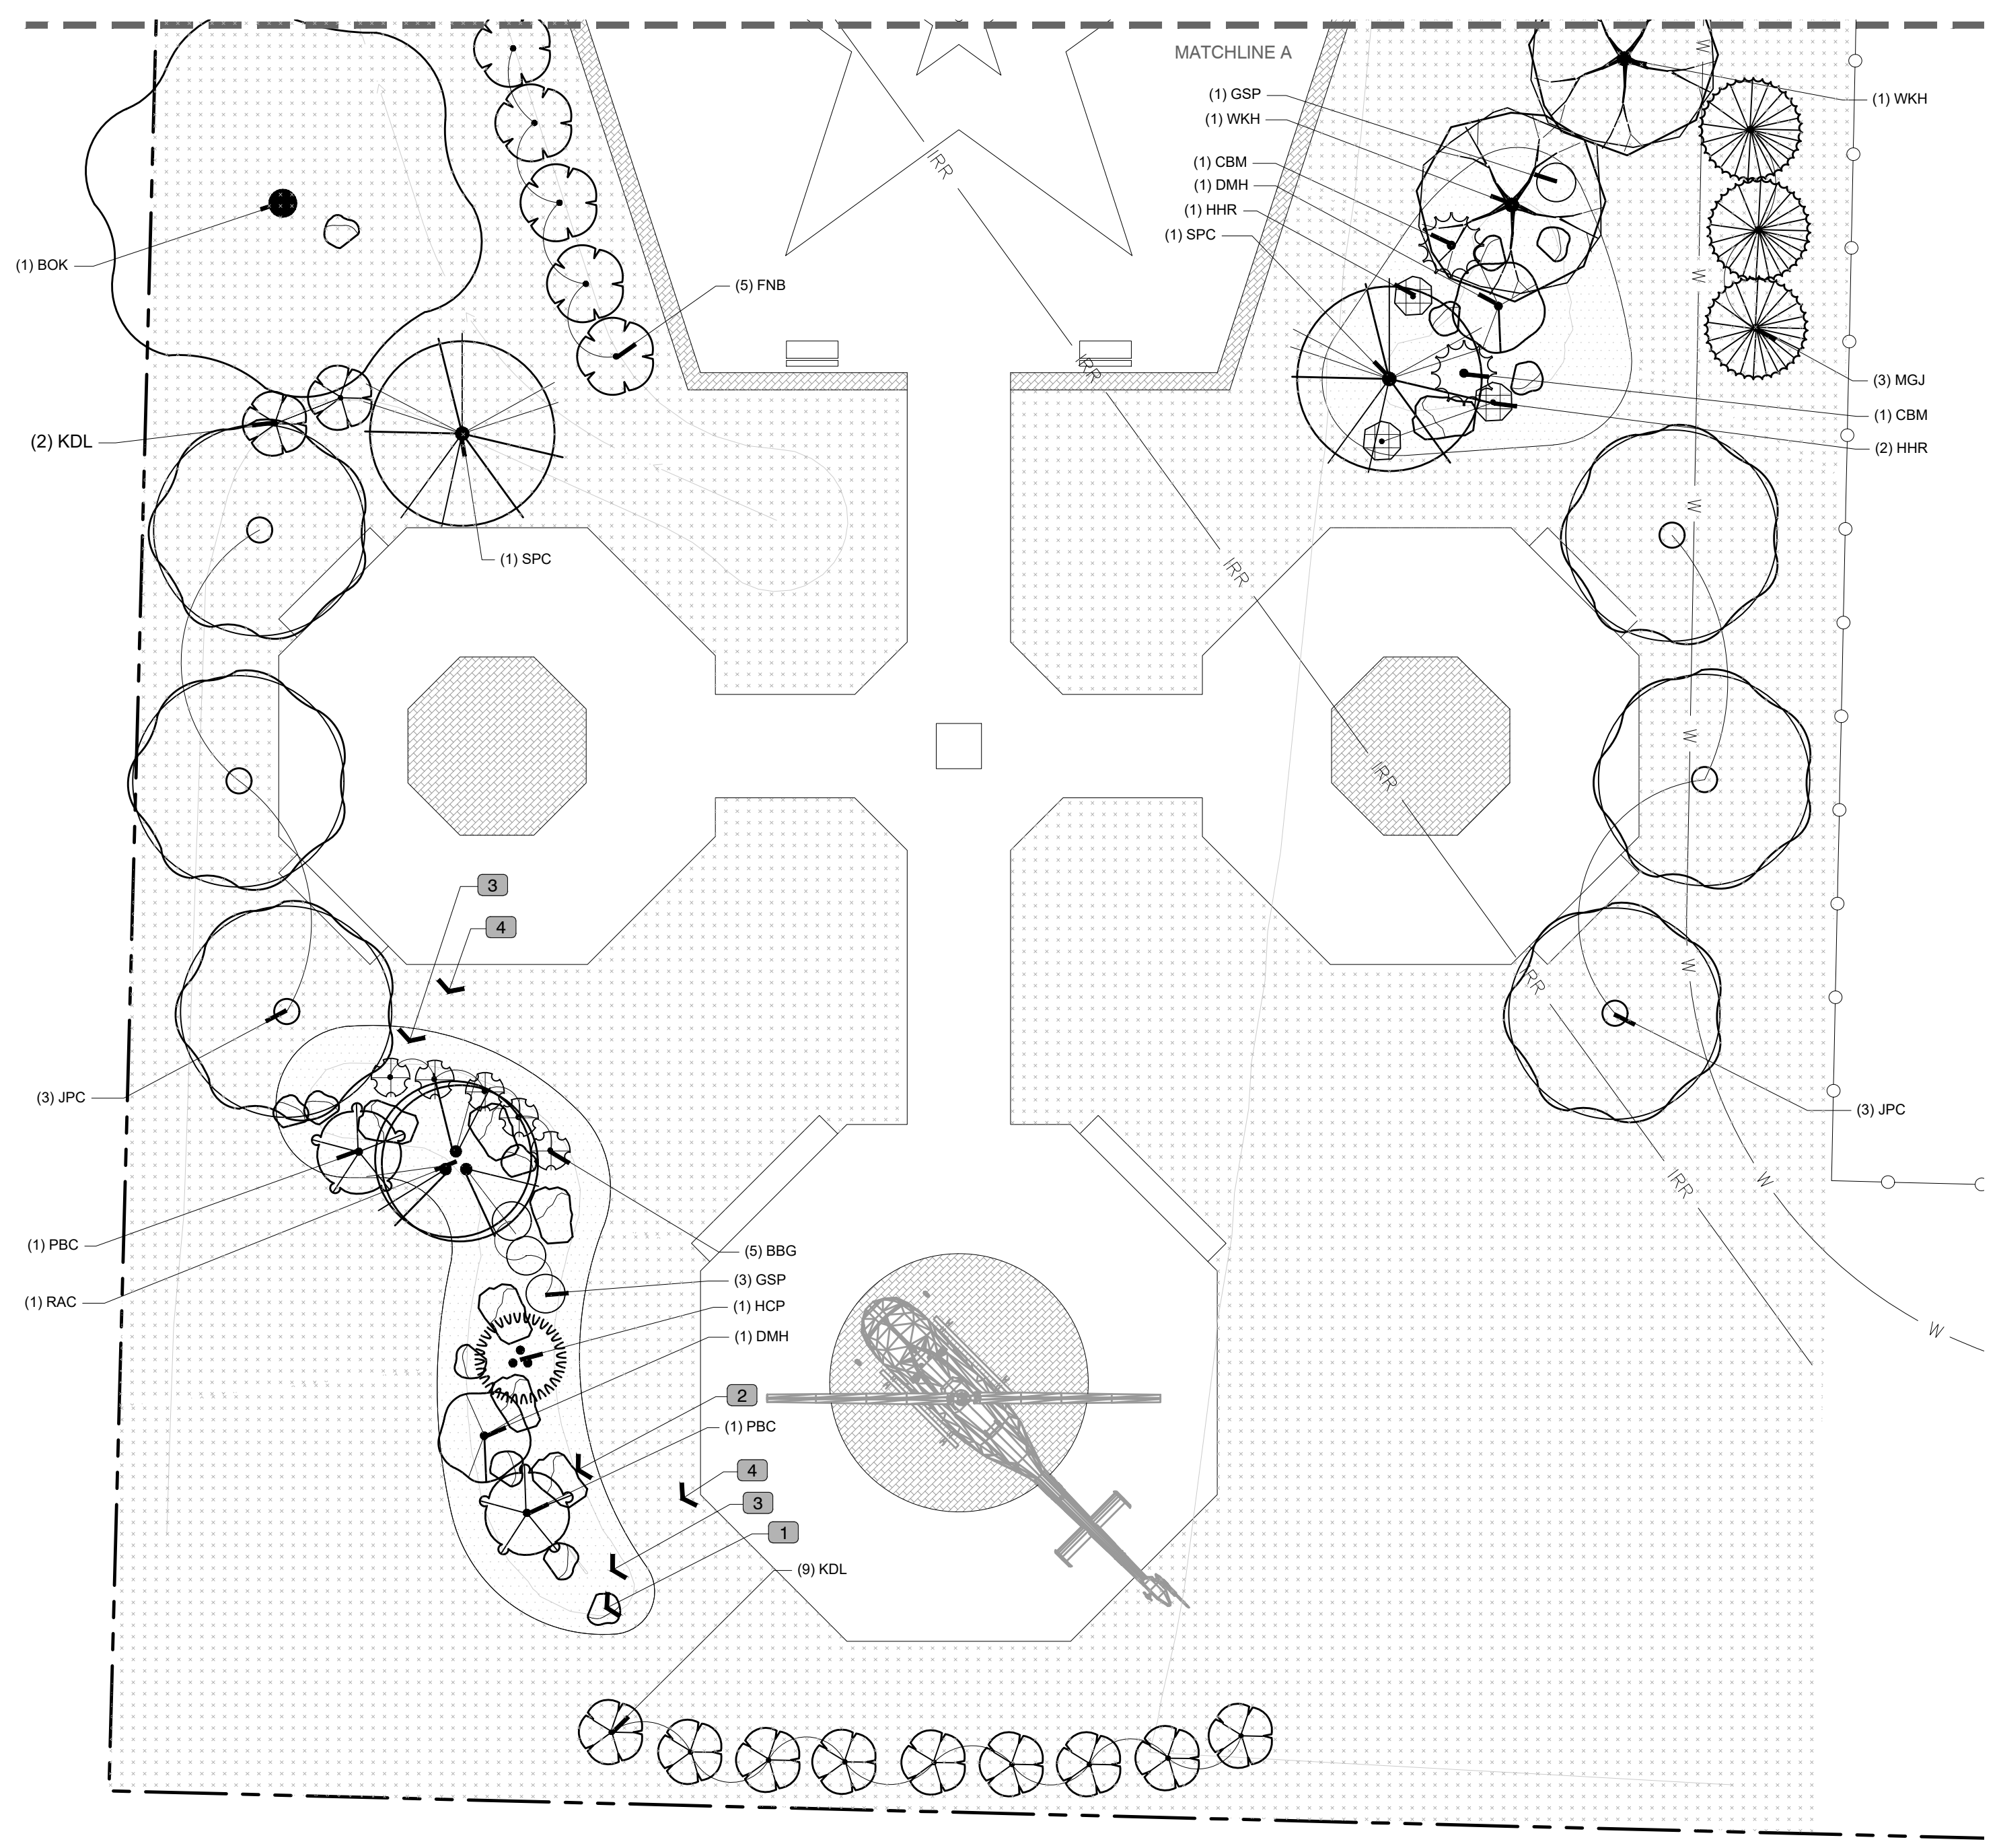 MATCHLINE A
(1) GSP
(1) WKH
(1) WKH
(1) CBM
(1) DMH
(1) HHR
(1) SPC
(1) BOK
(5) FNB
(3) MGJ
(1) CBM
(2) HHR
(2) KDL
(1) SPC
IRR
IRR
IRR
IRR
IRR
IRR
W
W
W
W
W
W
W
3
4
(3) JPC
(3) JPC
(1) PBC
(1) RAC
(5) BBG
(3) GSP
(1) HCP
(1) DMH
2
(1) PBC
4
3
1
(9) KDL